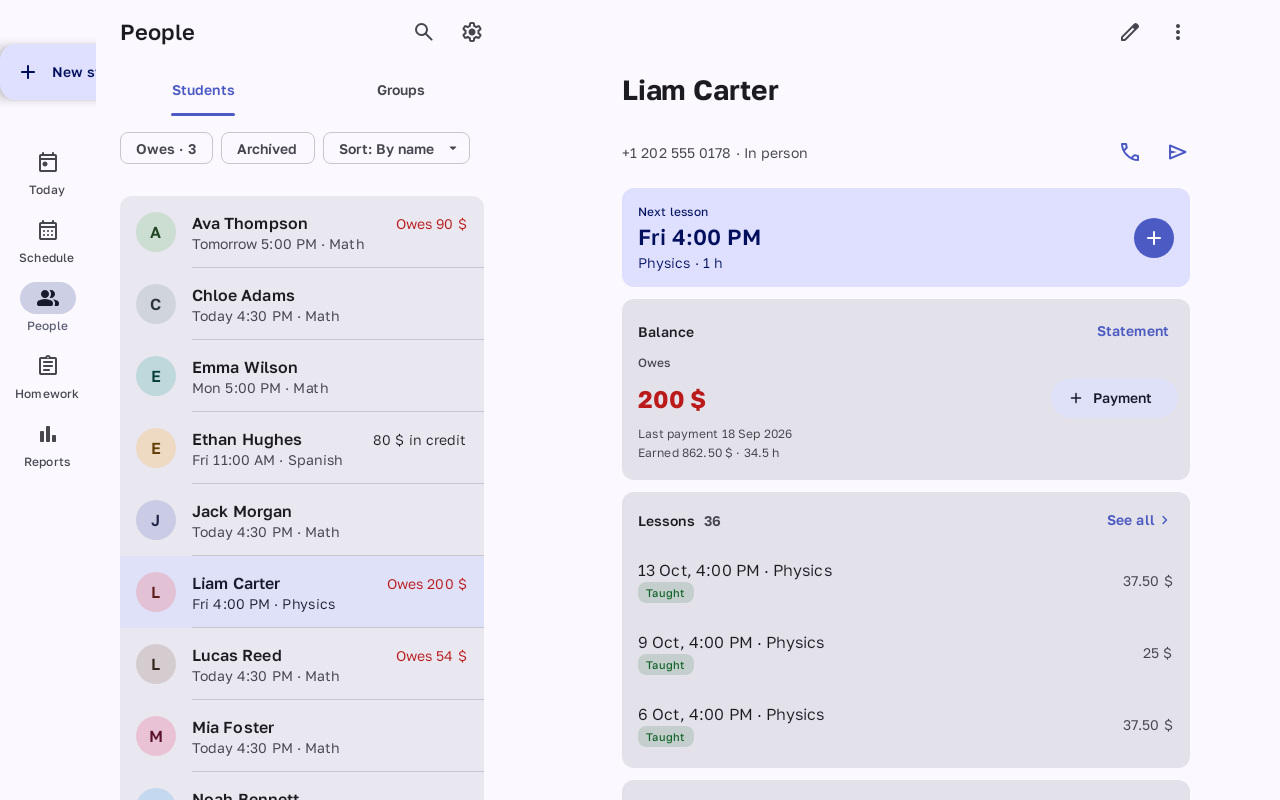 New s
Today
Schedule
People
Homework
Reports
People
Students
Groups
Owes · 3
Archived
Sort: By name
A
Ava Thompson
Owes 90 $
Tomorrow 5:00 PM · Math
C
Chloe Adams
Today 4:30 PM · Math
E
Emma Wilson
Mon 5:00 PM · Math
E
Ethan Hughes
80 $ in credit
Fri 11:00 AM · Spanish
J
Jack Morgan
Today 4:30 PM · Math
L
Liam Carter
Owes 200 $
Fri 4:00 PM · Physics
L
Lucas Reed
Owes 54 $
Today 4:30 PM · Math
M
Mia Foster
Today 4:30 PM · Math
Noah Bennett
Liam Carter
+1 202 555 0178 · In person
Next lesson
Fri 4:00 PM
Physics · 1 h
Balance
Statement
Owes
200 $
Payment
Last payment 18 Sep 2026
Earned 862.50 $ · 34.5 h
Lessons 36
See all
13 Oct, 4:00 PM · Physics
Taught
37.50 $
9 Oct, 4:00 PM · Physics
Taught
25 $
6 Oct, 4:00 PM · Physics
Taught
37.50 $